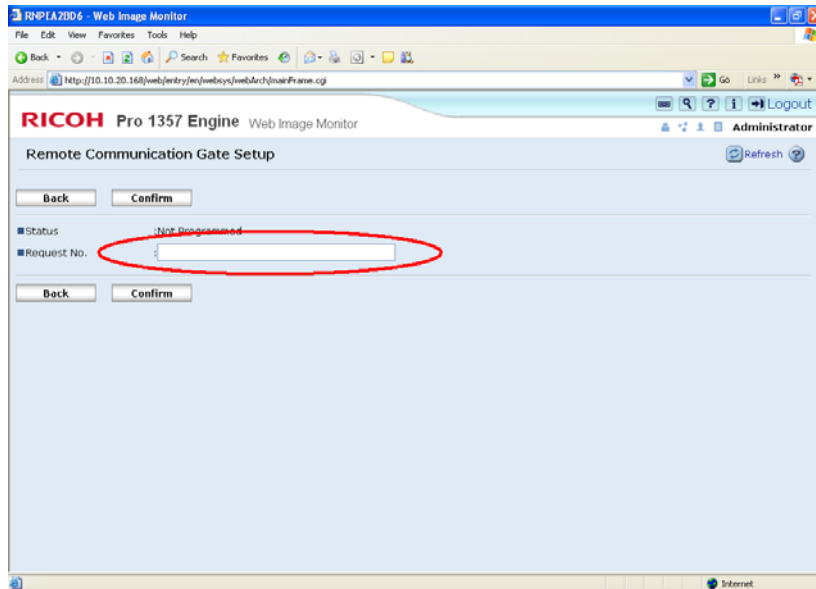 RNPEA2BD6 - Web Image Monitor
File Edit View Favorites Tools Help
Back Search Favorites
Address http://10.10.20.168/web/entry/en/websys/webArch/mainFrame.cgi Go Links »
Logout
RICOH Pro 1357 Engine Web Image Monitor
Administrator
Remote Communication Gate Setup Refresh
Back Confirm
Status :Not Programmed
Request No. :
Back Confirm
Internet